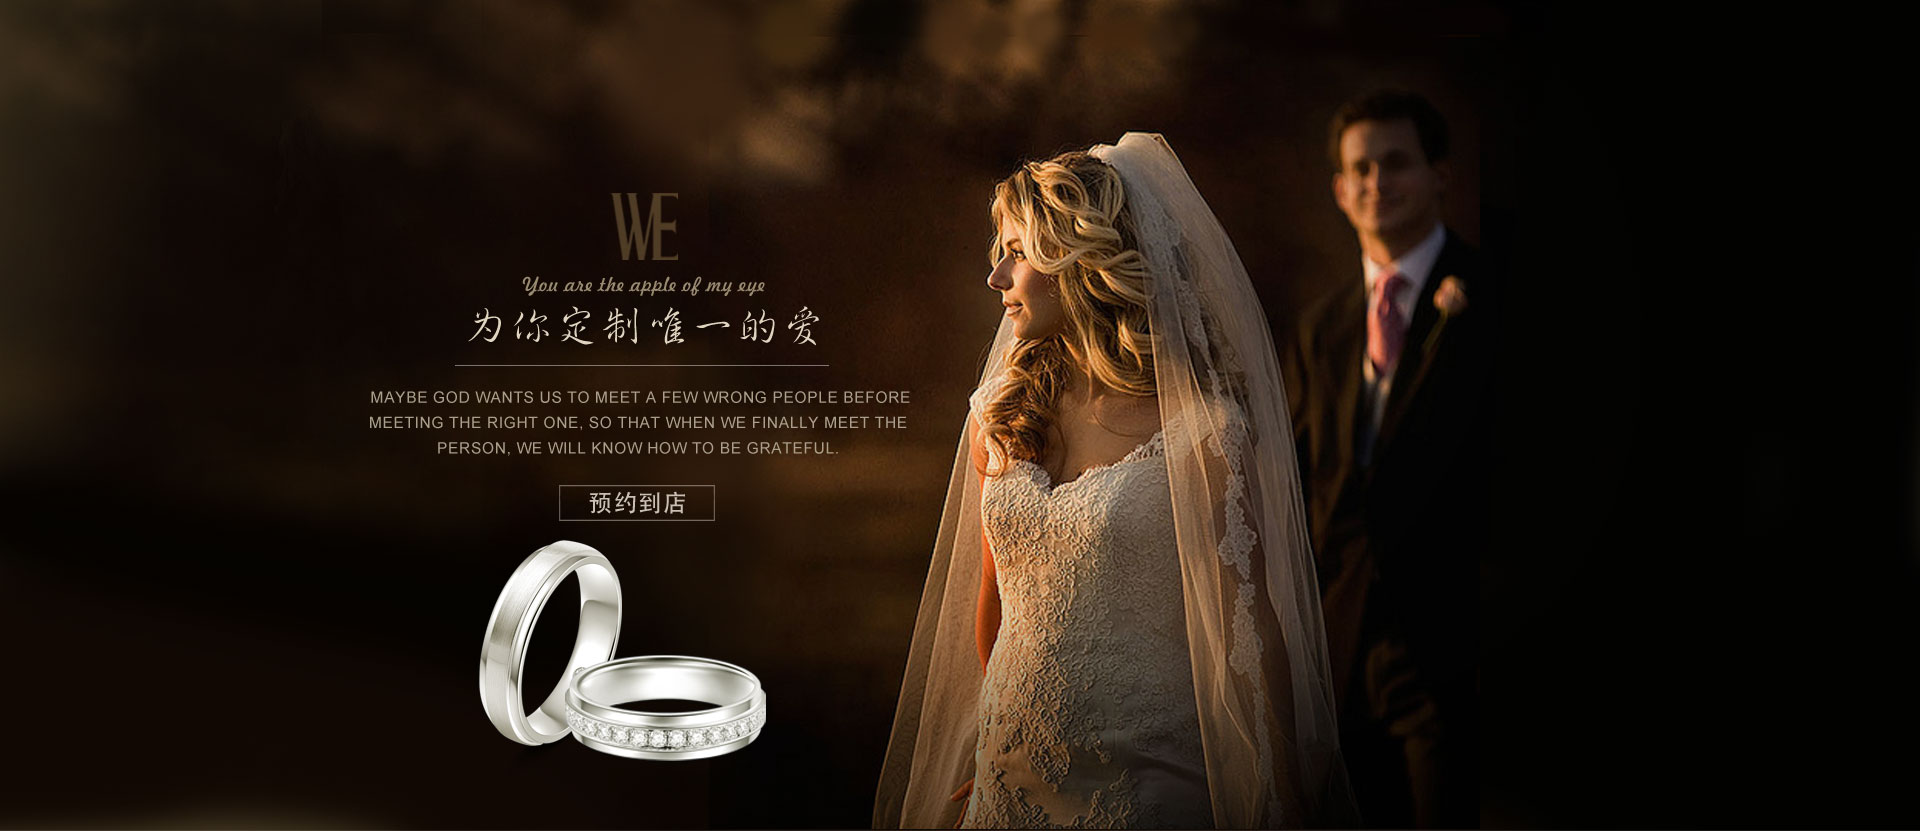 WE
You are the apple of my eye
为你定制唯一的爱
MAYBE GOD WANTS US TO MEET A FEW WRONG PEOPLE BEFORE
MEETING THE RIGHT ONE, SO THAT WHEN WE FINALLY MEET THE
PERSON, WE WILL KNOW HOW TO BE GRATEFUL.
预约到店